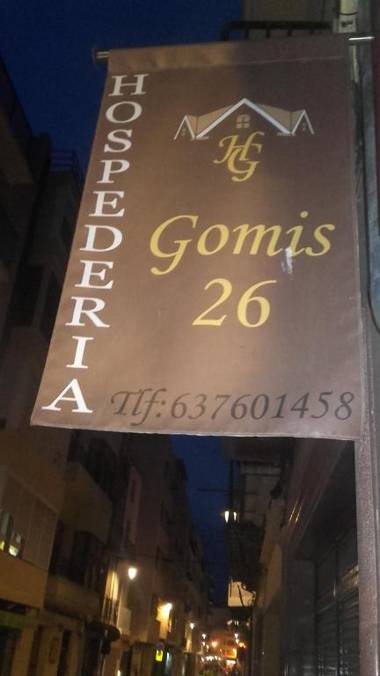 HOSPEDERIA
HG
Gomis
26
Tlf:637601458